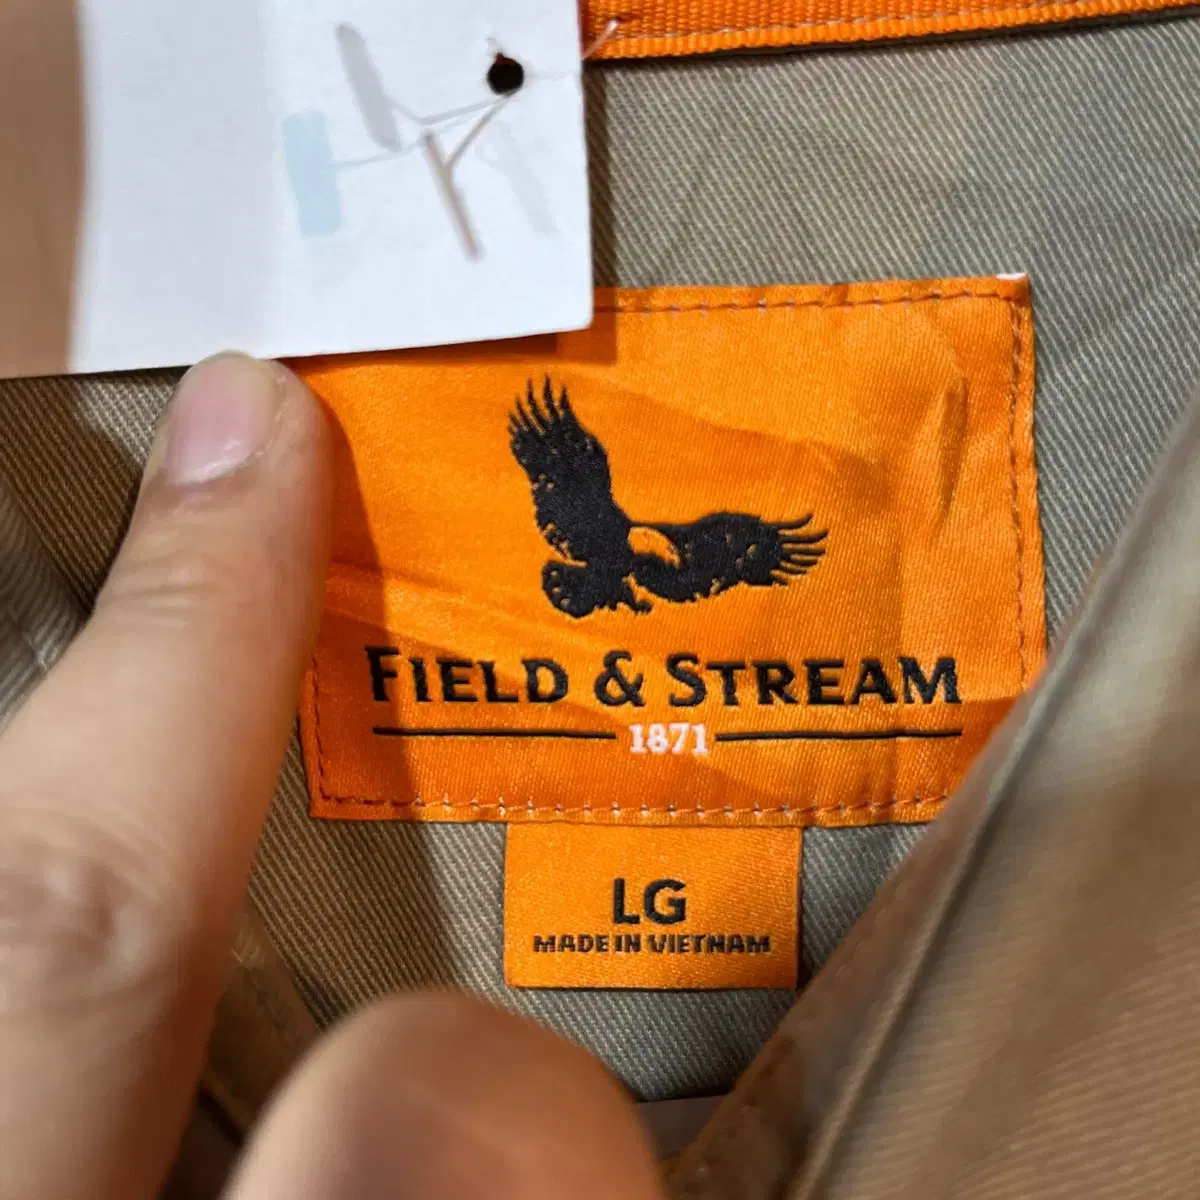 FIELD & STREAM
1871
LG
MADE IN VIETNAM